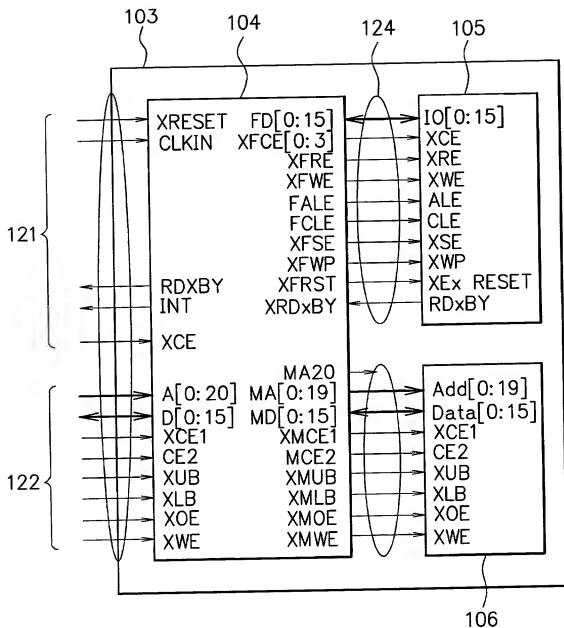 103
104
124
105
XRESET FD[0:15] IO[0:15]
CLKIN XFCE[0:3] XCE
XFRE XRE
XFWE XWE
FALE ALE
FCLE CLE
XFSE XSE
XFWP XWP
121
RDXBY XFRST XEx RESET
INT XRDxBY RDxBY
XCE
MA20
A[0:20] MA[0:19] Add[0:19]
D[0:15] MD[0:15] Data[0:15]
XCE1 XMCE1 XCE1
CE2 MCE2 CE2
122
XUB XMUB XUB
XLB XMLB XLB
XOE XMOE XOE
XWE XMWE XWE
106